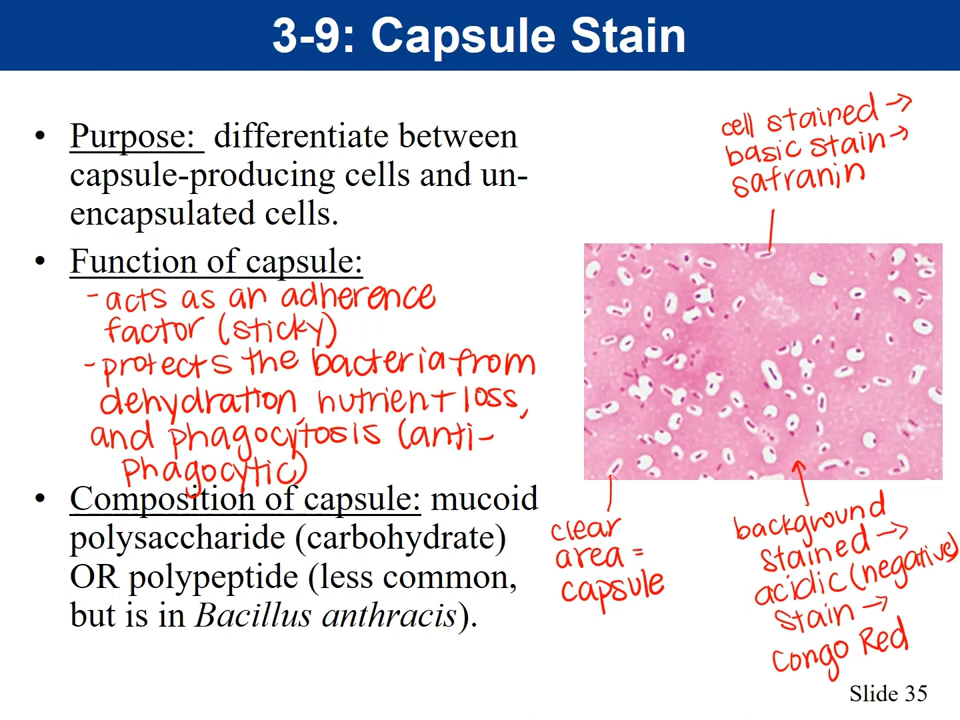 3-9: Capsule Stain
• Purpose: differentiate between
capsule-producing cells and un-
encapsulated cells.
• Function of capsule:
- acts as an adherence
factor (sticky)
- protects the bacteria from
dehydration, nutrient loss,
and phagocytosis (anti-
phagocytic)
• Composition of capsule: mucoid
polysaccharide (carbohydrate)
OR polypeptide (less common,
but is in Bacillus anthracis).
cell stained →
basic stain →
safranin
clear
area =
capsule
background
stained →
acidic (negative)
stain →
Congo Red
Slide 35